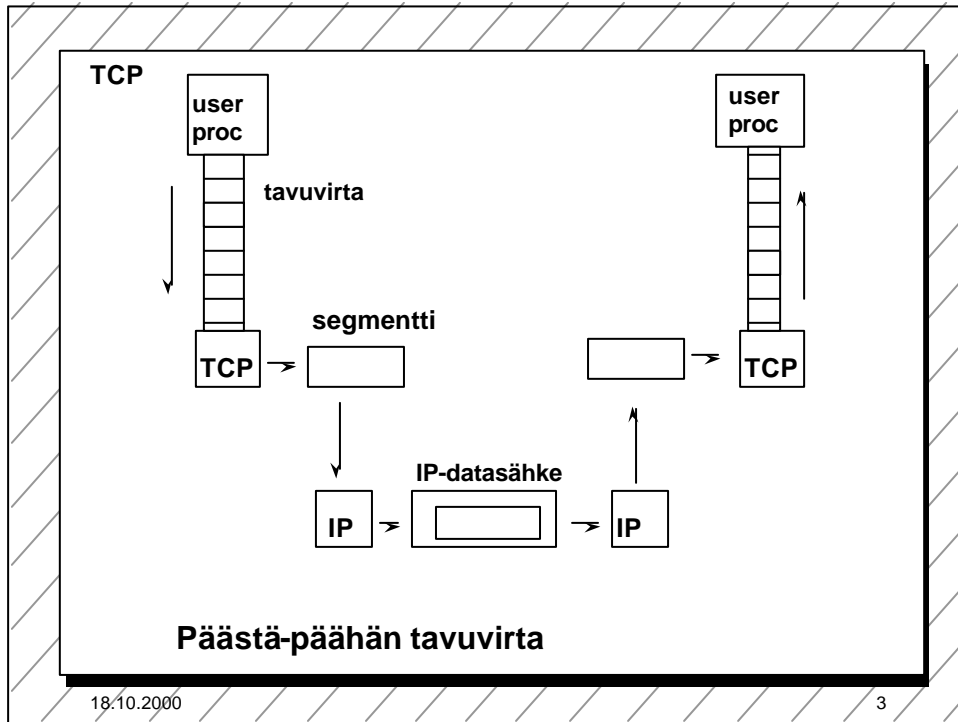 TCP
user
proc
user
proc
tavuvirta
segmentti
TCP
TCP
IP-datasähke
IP
IP
Päästä-päähän tavuvirta
18.10.2000
3